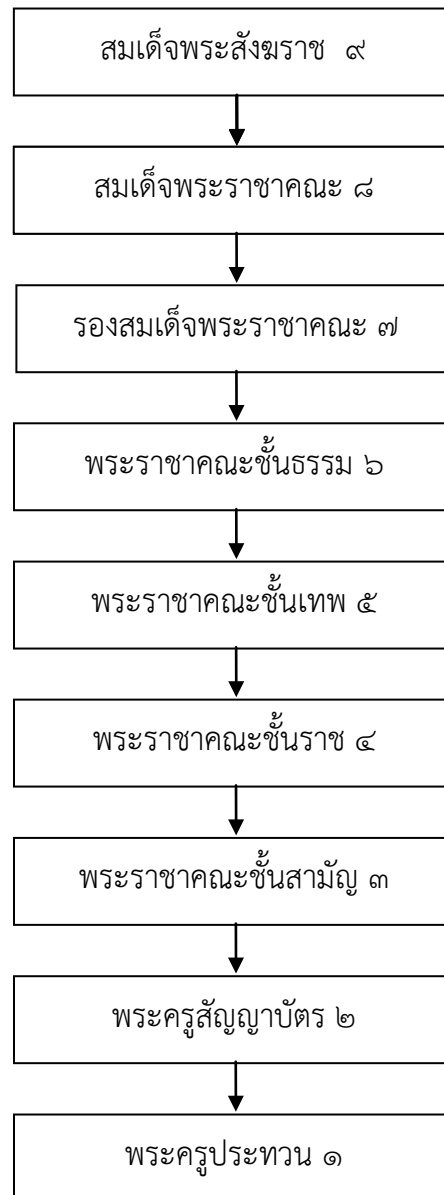 สมเด็จพระสังฆราช ๙
สมเด็จพระราชาคณะ ๘
รองสมเด็จพระราชาคณะ ๗
พระราชาคณะชั้นธรรม ๖
พระราชาคณะชั้นเทพ ๕
พระราชาคณะชั้นราช ๔
พระราชาคณะชั้นสามัญ ๓
พระครูสัญญาบัตร ๒
พระครูประทวน ๑